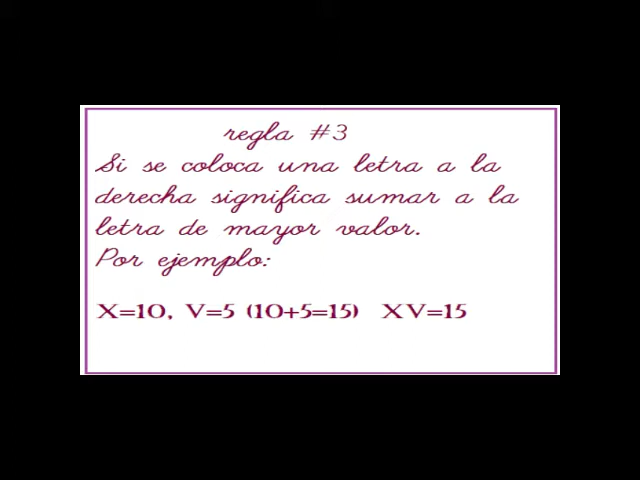 regla #3
Si se coloca una letra a la
derecha significa sumar a la
letra de mayor valor.
Por ejemplo:
X=10, V=5 (10+5=15) XV=15